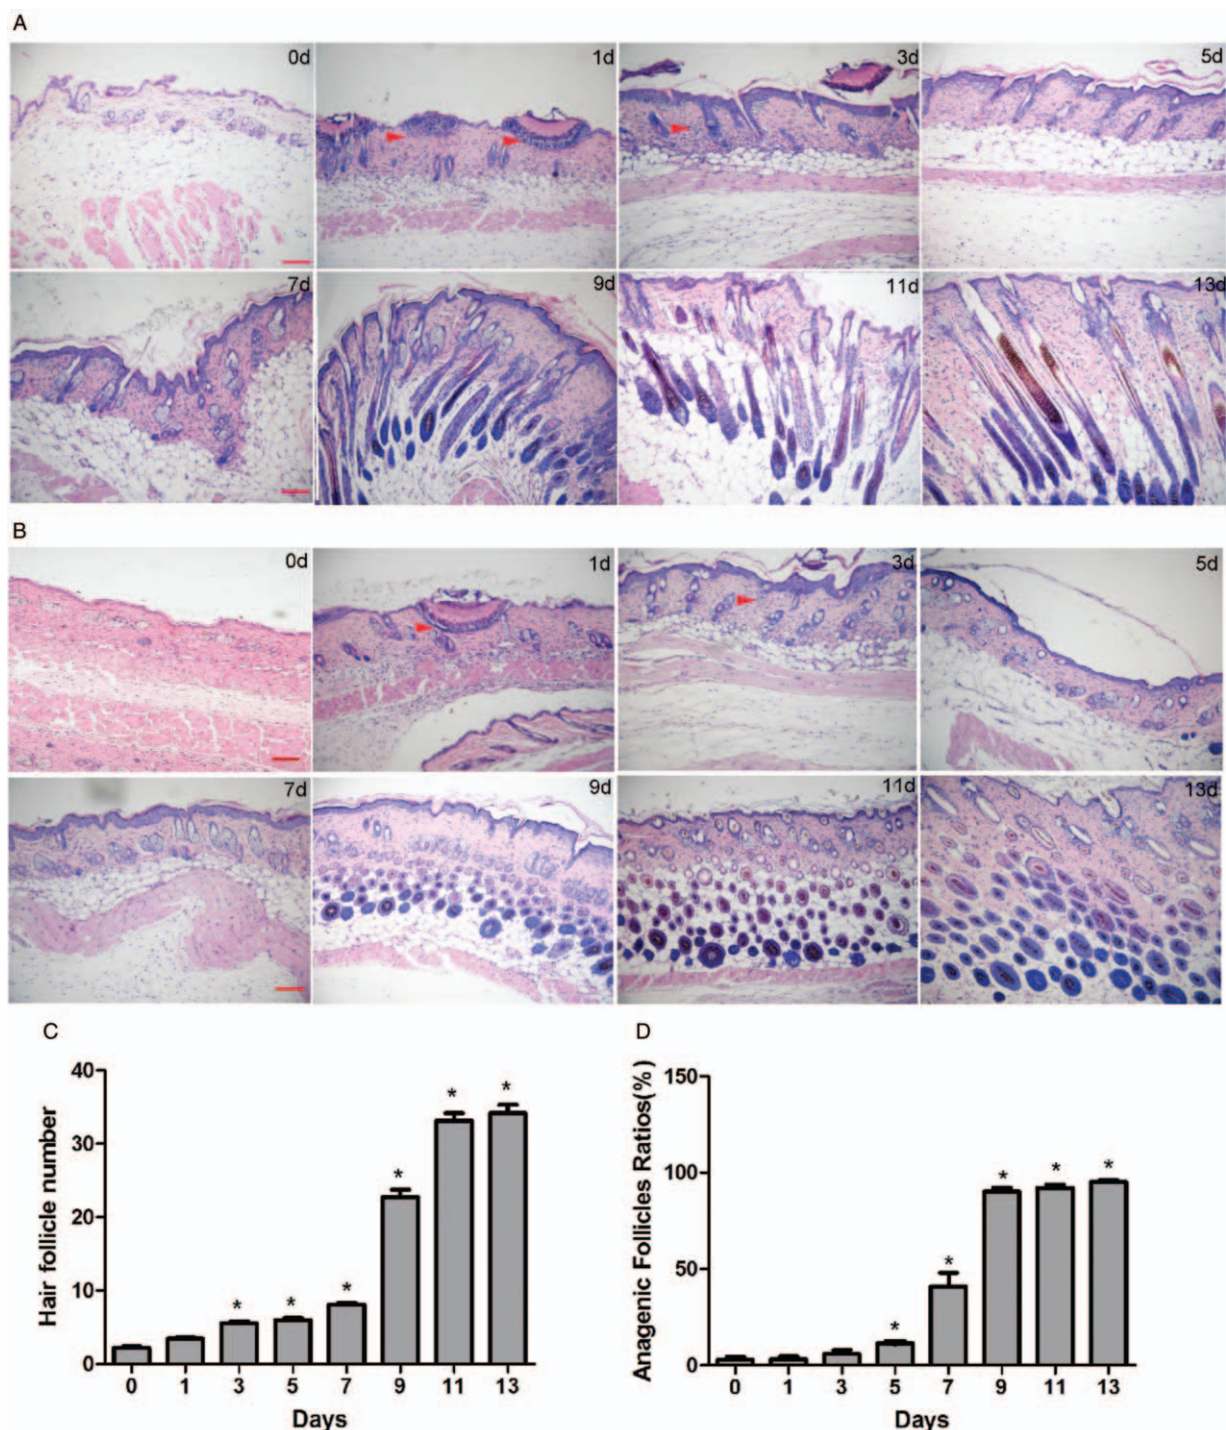 A
0d 1d 3d 5d
7d 9d 11d 13d
B
0d 1d 3d 5d
7d 9d 11d 13d
C
Hair follicle number
40
30
20
10
0
* * * * * *
0 1 3 5 7 9 11 13
Days
D
Anagenic Follicles Ratios(%)
150
100
50
0
* * * * *
0 1 3 5 7 9 11 13
Days